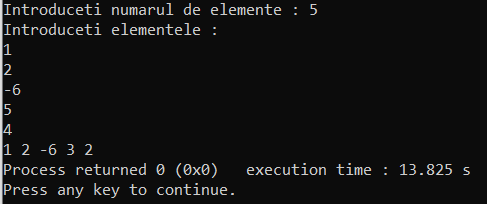 Introduceti numarul de elemente : 5
Introduceti elementele :
1
2
-6
5
4
1 2 -6 3 2
Process returned 0 (0x0)   execution time : 13.825 s
Press any key to continue.